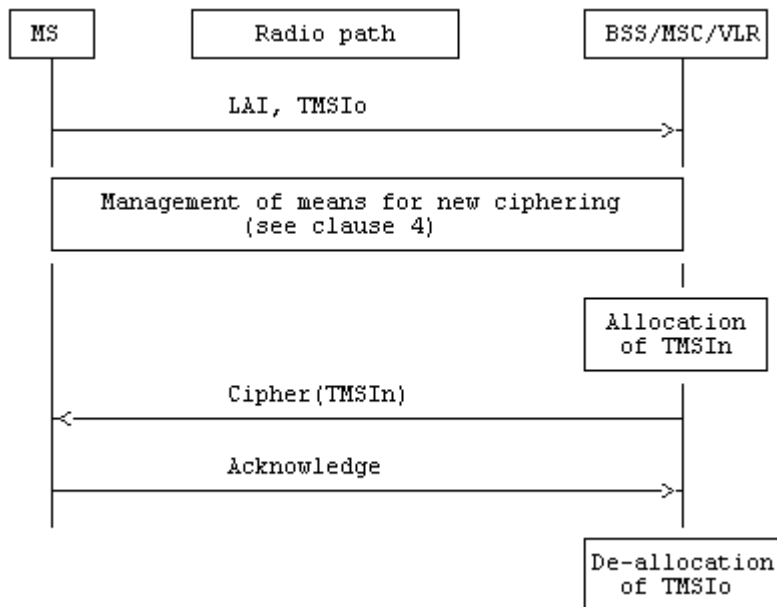 MS
Radio path
BSS/MSC/VLR
LAI, TMSIo
Management of means for new ciphering
(see clause 4)
Allocation
of TMSIn
Cipher(TMSIn)
Acknowledge
De-allocation
of TMSIo